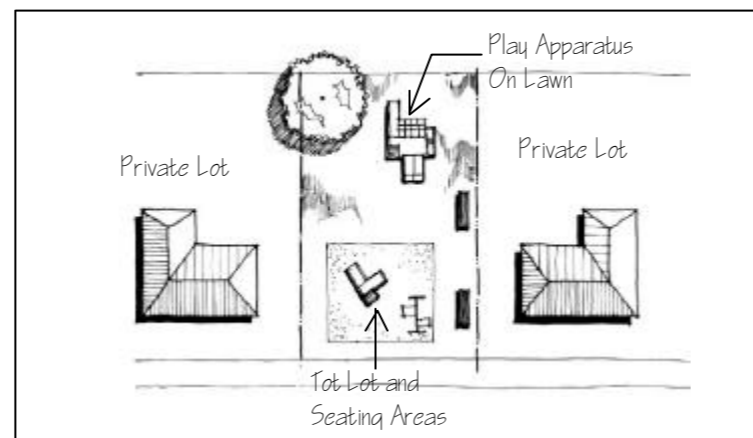 Play Apparatus
On Lawn
Private Lot
Private Lot
Tot Lot and
Seating Areas